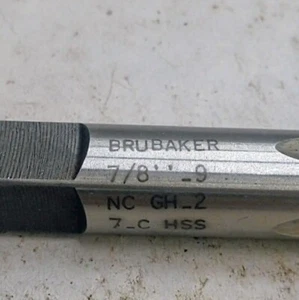 BRUBAKER
7/8''-9
NC GH-2
7-C HSS